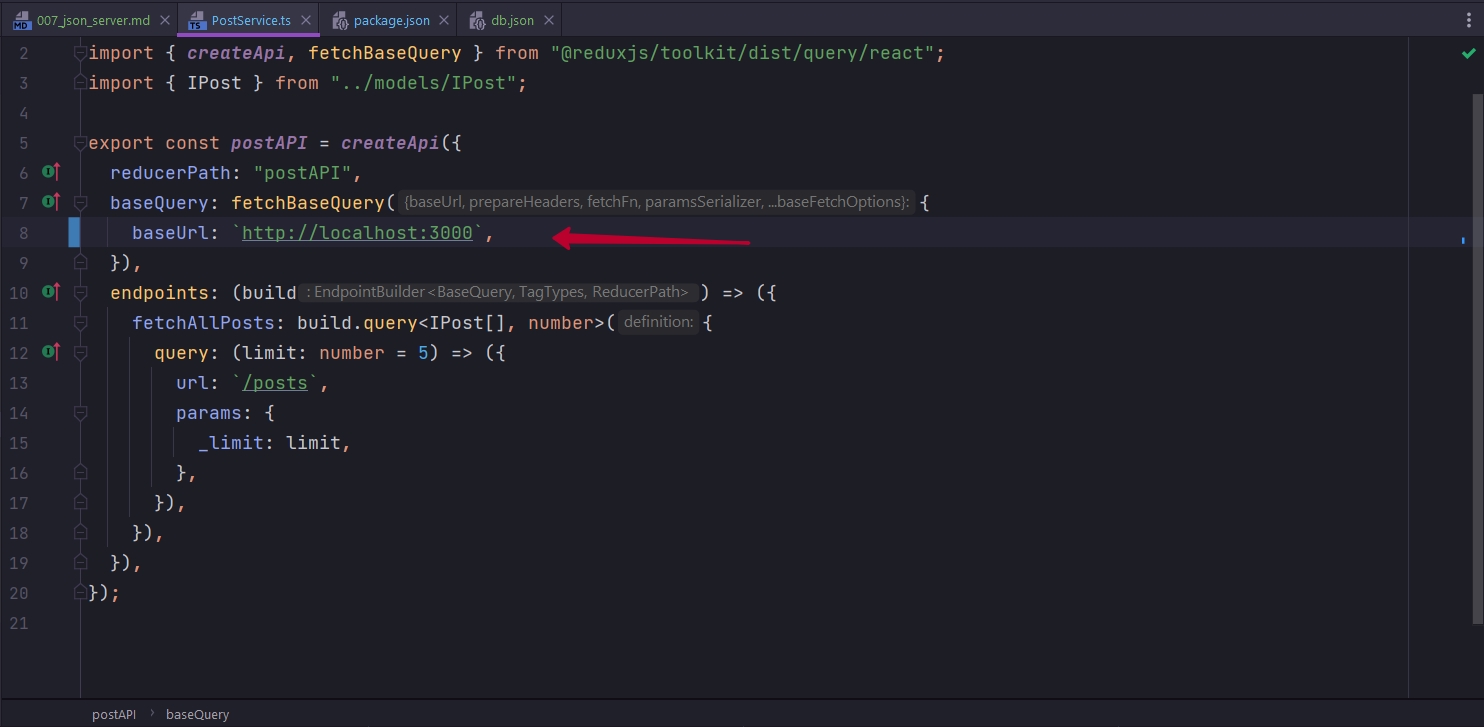 007_json_server.md PostService.ts package.json db.json
2 import { createApi, fetchBaseQuery } from "@reduxjs/toolkit/dist/query/react";
3 import { IPost } from "../models/IPost";
4
5 export const postAPI = createApi({
6 reducerPath: "postAPI",
7 baseQuery: fetchBaseQuery( {baseUrl, prepareHeaders, fetchFn, paramsSerializer, ...baseFetchOptions}: {
8 baseUrl: `http://localhost:3000`,
9 }),
10 endpoints: (build : EndpointBuilder<BaseQuery, TagTypes, ReducerPath> ) => ({
11 fetchAllPosts: build.query<IPost[], number>( definition: {
12 query: (limit: number = 5) => ({
13 url: `/posts`,
14 params: {
15 _limit: limit,
16 },
17 }),
18 }),
19 }),
20 });
21
postAPI › baseQuery